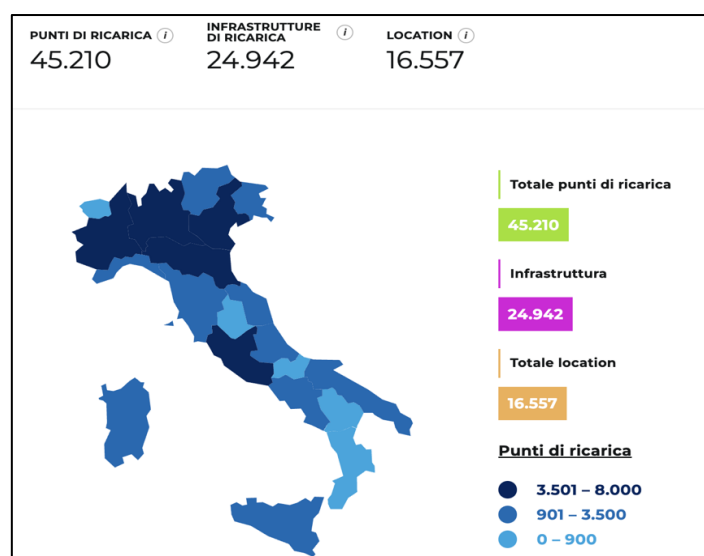 PUNTI DI RICARICA i
45.210
INFRASTRUTTURE
DI RICARICA i
24.942
LOCATION i
16.557
Totale punti di ricarica
45.210
Infrastruttura
24.942
Totale location
16.557
Punti di ricarica
3.501 – 8.000
901 – 3.500
0 – 900